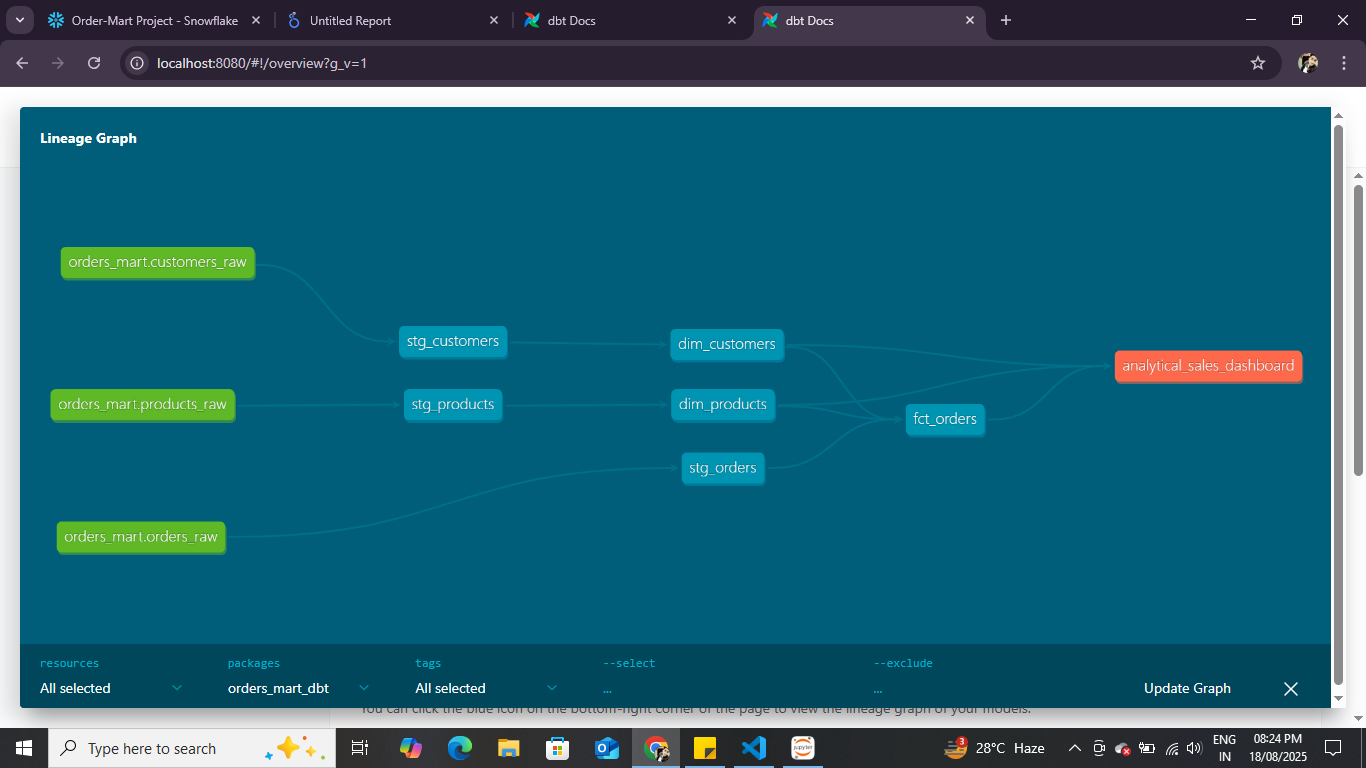 Order-Mart Project - Snowflake
Untitled Report
dbt Docs
dbt Docs
localhost:8080/#!/overview?g_v=1
Lineage Graph
orders_mart.customers_raw
stg_customers
dim_customers
analytical_sales_dashboard
orders_mart.products_raw
stg_products
dim_products
fct_orders
stg_orders
orders_mart.orders_raw
resources
packages
tags
--select
--exclude
All selected
orders_mart_dbt
All selected
...
...
Update Graph
You can click the blue icon on the bottom-right corner of the page to view the lineage graph of your models.
Type here to search
jupyter
3
28°C Haze
ENG
IN
08:24 PM
18/08/2025